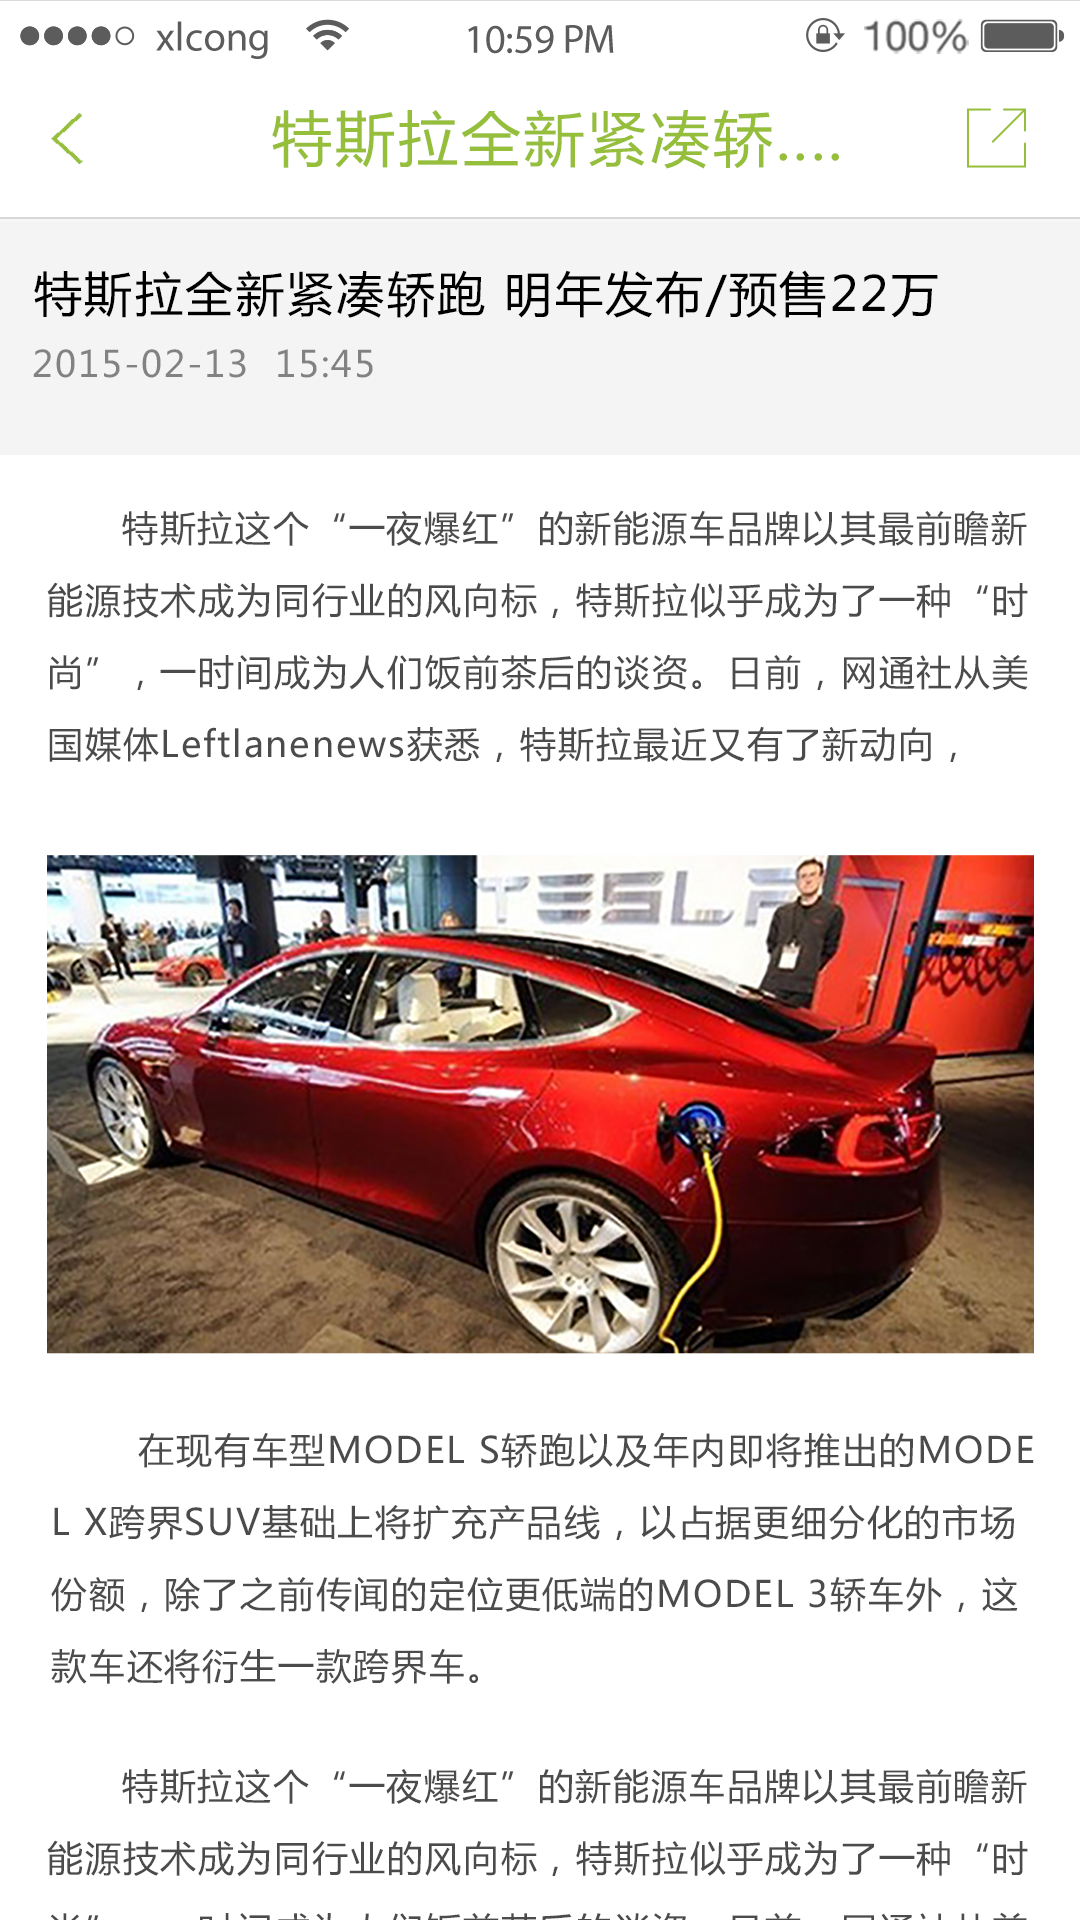 xlcong 10:59 PM 100%
特斯拉全新紧凑轿....
特斯拉全新紧凑轿跑 明年发布/预售22万
2015-02-13 15:45
特斯拉这个“一夜爆红”的新能源车品牌以其最前瞻新
能源技术成为同行业的风向标，特斯拉似乎成为了一种“时
尚”，一时间成为人们饭前茶后的谈资。日前，网通社从美
国媒体Leftlanenews获悉，特斯拉最近又有了新动向，
TESLA
在现有车型MODEL S轿跑以及年内即将推出的MODE
L X跨界SUV基础上将扩充产品线，以占据更细分化的市场
份额，除了之前传闻的定位更低端的MODEL 3轿车外，这
款车还将衍生一款跨界车。
特斯拉这个“一夜爆红”的新能源车品牌以其最前瞻新
能源技术成为同行业的风向标，特斯拉似乎成为了一种“时